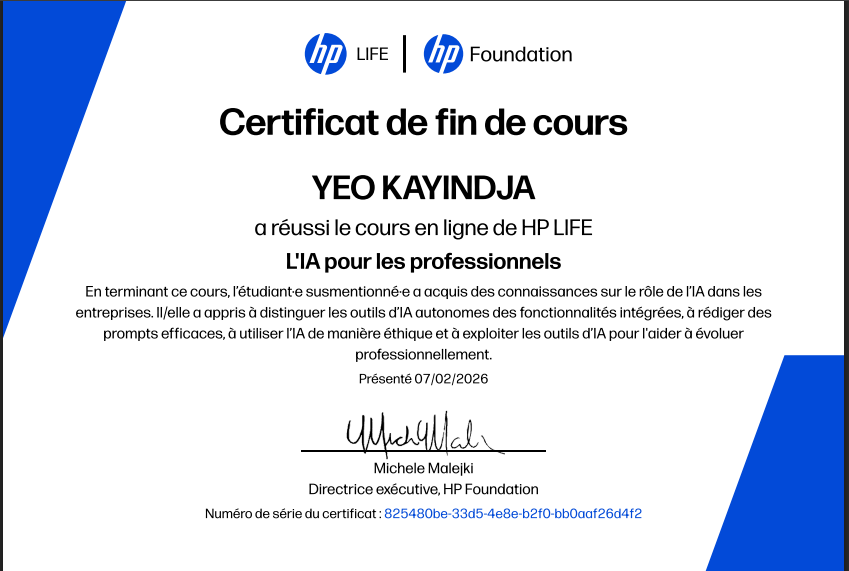 hp LIFE | hp Foundation
Certificat de fin de cours
YEO KAYINDJA
a réussi le cours en ligne de HP LIFE
L'IA pour les professionnels
En terminant ce cours, l'étudiant·e susmentionné·e a acquis des connaissances sur le rôle de l'IA dans les
entreprises. Il/elle a appris à distinguer les outils d'IA autonomes des fonctionnalités intégrées, à rédiger des
prompts efficaces, à utiliser l'IA de manière éthique et à exploiter les outils d'IA pour l'aider à évoluer
professionnellement.
Présenté 07/02/2026
Michele Malejki
Directrice exécutive, HP Foundation
Numéro de série du certificat : 825480be-33d5-4e8e-b2f0-bb0aaf26d4f2